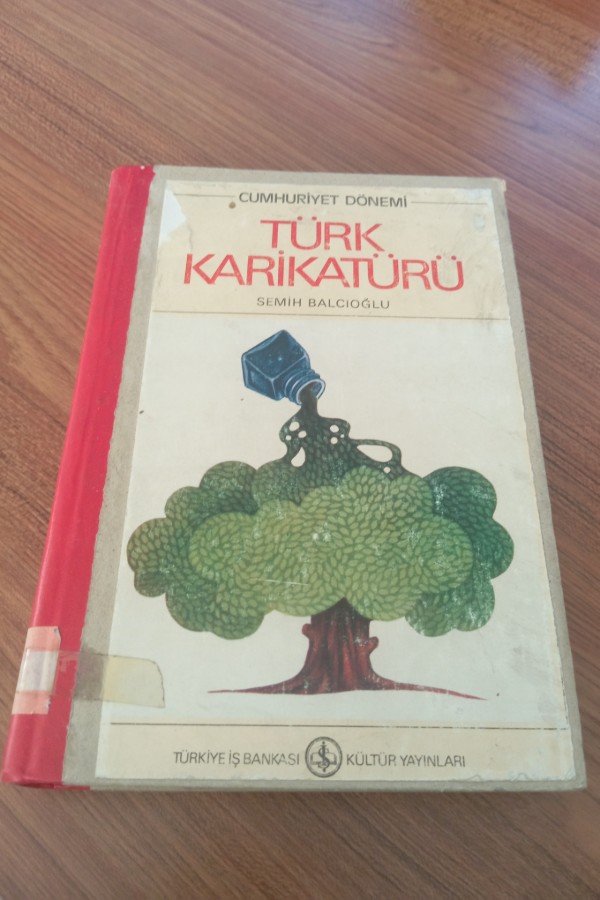 CUMHURİYET DÖNEMİ
TÜRK
KARİKATÜRÜ
SEMİH BALCIOĞLU
TÜRKİYE İŞ BANKASI KÜLTÜR YAYINLARI